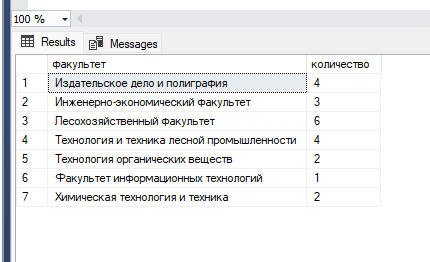 100 %
Results Messages
факультет количество
1 Издательское дело и полиграфия 4
2 Инженерно-экономический факультет 3
3 Лесохозяйственный факультет 6
4 Технология и техника лесной промышленности 4
5 Технология органических веществ 2
6 Факультет информационных технологий 1
7 Химическая технология и техника 2